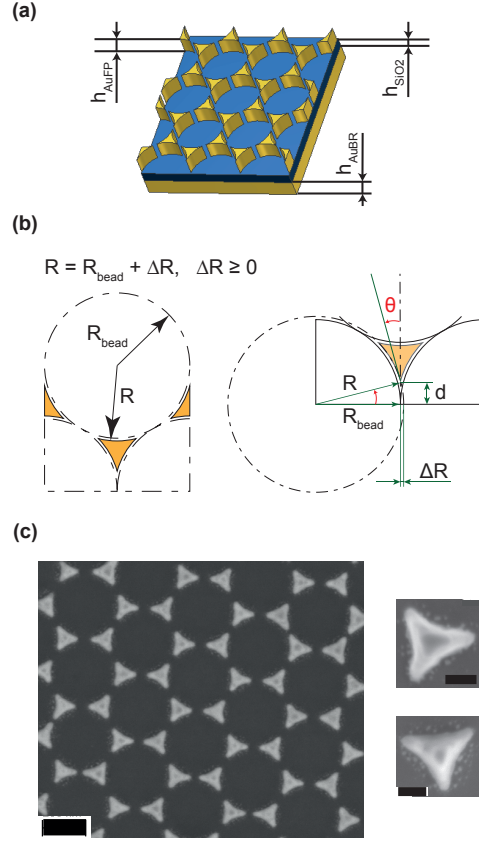 (a)
h_AuFP
h_SiO2
h_AuBR
(b)
R = R_bead + ΔR, ΔR ≥ 0
R_bead
R
θ
R
R_bead
d
ΔR
(c)